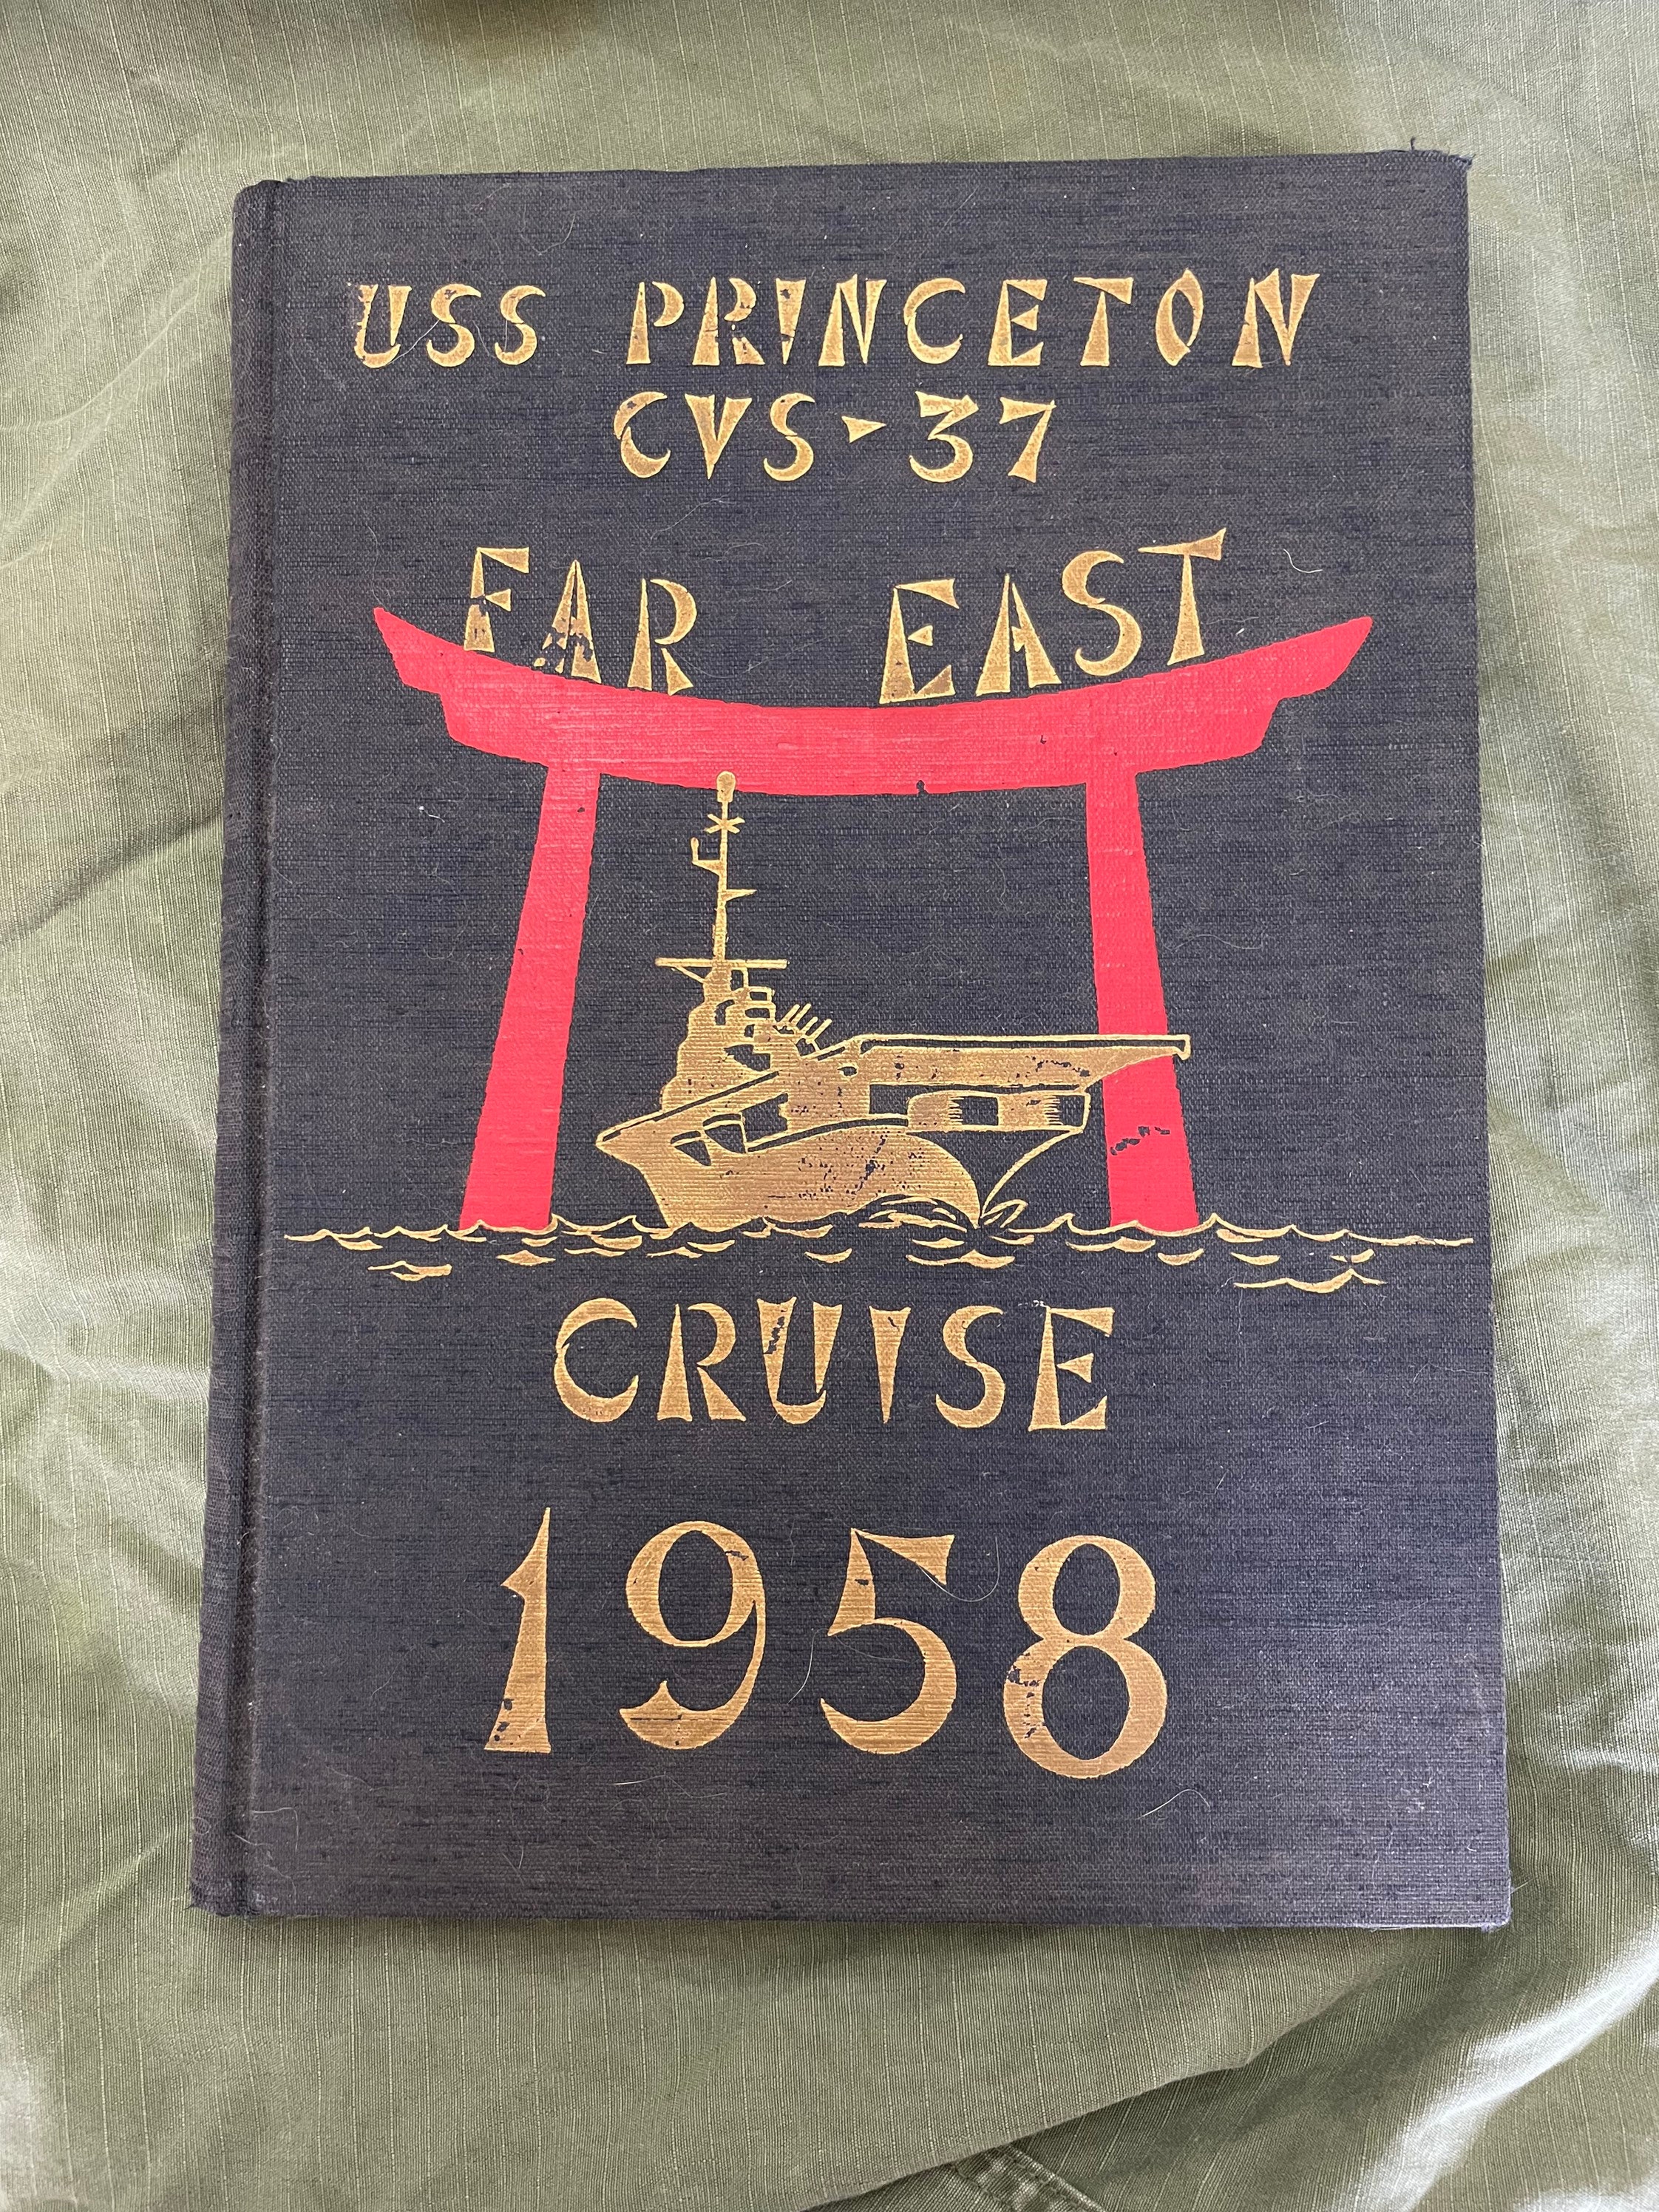 USS PRINCETON
CVS-37
FAR EAST
CRUISE
1958